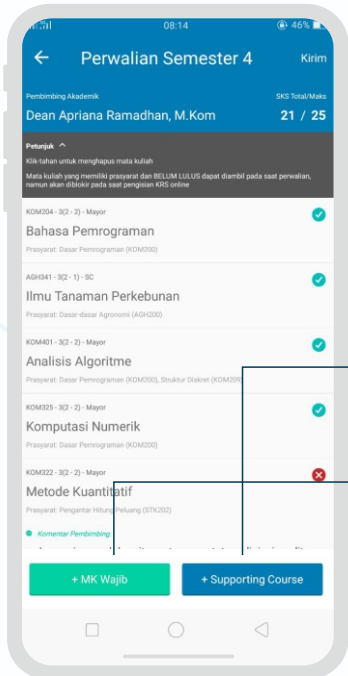 08:14
46%
Perwalian Semester 4
Kirim
Pembimbing Akademik
SKS Total/Maks
Dean Apriana Ramadhan, M.Kom
21 / 25
Petunjuk
Klik-tahan untuk menghapus mata kuliah
Mata kuliah yang memiliki prasyarat dan BELUM LULUS dapat diambil pada saat perwalian,
namun akan diblokir pada saat pengisian KRS online
KOM204 - 3(2 - 2) - Mayor
Bahasa Pemrograman
Prasyarat: Dasar Pemrograman (KOM200)
AGH341 - 3(2 - 1) - SC
Ilmu Tanaman Perkebunan
Prasyarat: Dasar-dasar Agronomi (AGH200)
KOM401 - 3(2 - 2) - Mayor
Analisis Algoritme
Prasyarat: Dasar Pemrograman (KOM200), Struktur Diskret (KOM209)
KOM325 - 3(2 - 2) - Mayor
Komputasi Numerik
Prasyarat: Dasar Pemrograman (KOM200)
KOM322 - 3(2 - 2) - Mayor
Metode Kuantitatif
Prasyarat: Pengantar Hitung Peluang (STK202)
Komentar Pembimbing
+ MK Wajib
+ Supporting Course